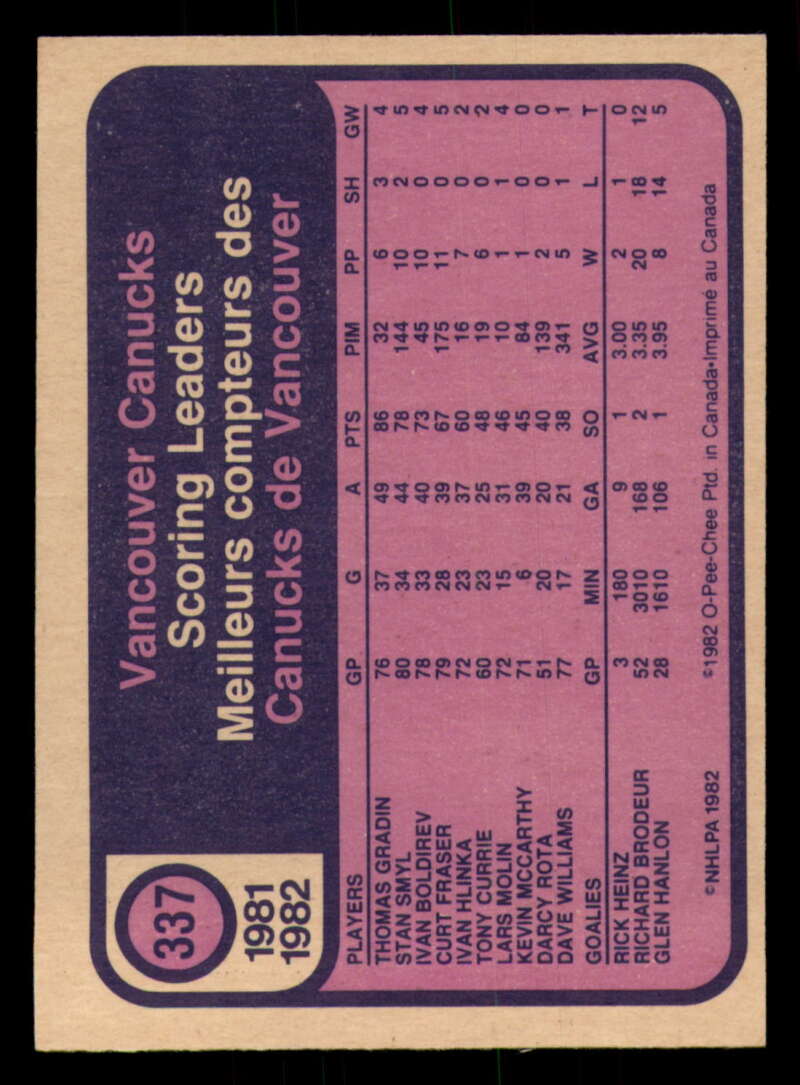 337
1981
1982
Vancouver Canucks
Scoring Leaders
Meilleurs compteurs des
Canucks de Vancouver
PLAYERS GP G A PTS PIM PP SH GW
THOMAS GRADIN 76 37 49 86 32 6 3 4
STAN SMYL 80 34 44 78 144 10 2 5
IVAN BOLDIREV 78 33 40 73 45 10 0 4
CURT FRASER 79 28 39 67 175 11 0 5
IVAN HLINKA 72 23 37 60 16 7 0 2
TONY CURRIE 60 23 25 48 19 6 0 2
LARS MOLIN 72 15 31 46 10 1 1 4
KEVIN MCCARTHY 71 6 39 45 84 1 0 0
DARCY ROTA 51 20 20 40 139 2 0 0
DAVE WILLIAMS 77 17 21 38 341 5 1 1
GOALIES GP MIN GA SO AVG W L T
RICK HEINZ 3 180 9 1 3.00 2 1 0
RICHARD BRODEUR 52 3010 168 2 3.35 20 18 12
GLEN HANLON 28 1610 106 1 3.95 8 14 5
©NHLPA 1982 ©1982 O-Pee-Chee Ptd. in Canada•Imprimé au Canada